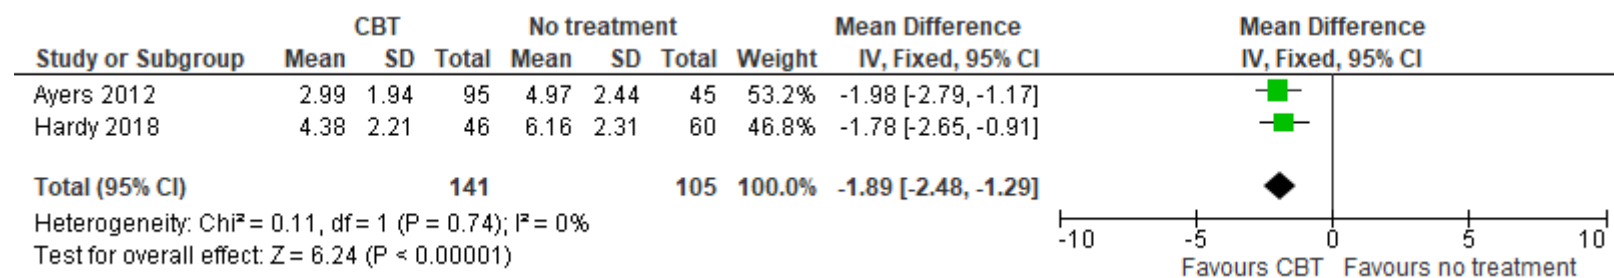 CBT No treatment Mean Difference Mean Difference
Study or Subgroup Mean SD Total Mean SD Total Weight IV, Fixed, 95% CI IV, Fixed, 95% CI
Ayers 2012 2.99 1.94 95 4.97 2.44 45 53.2% -1.98 [-2.79, -1.17]
Hardy 2018 4.38 2.21 46 6.16 2.31 60 46.8% -1.78 [-2.65, -0.91]
Total (95% CI) 141 105 100.0% -1.89 [-2.48, -1.29]
Heterogeneity: Chi² = 0.11, df = 1 (P = 0.74); I² = 0%
Test for overall effect: Z = 6.24 (P < 0.00001)
-10 -5 0 5 10
Favours CBT Favours no treatment